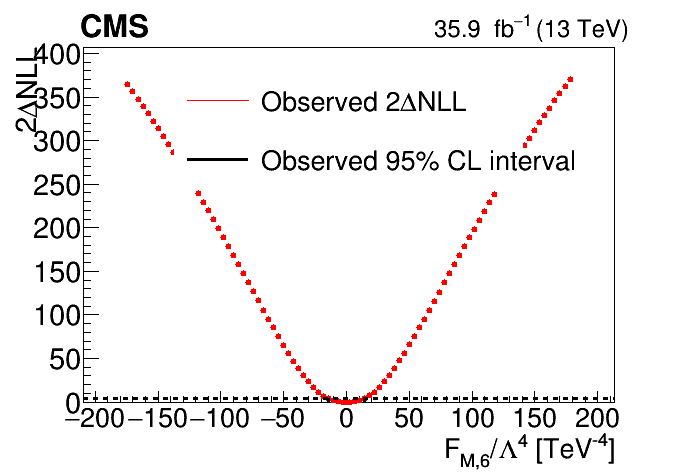 CMS
35.9 fb⁻¹ (13 TeV)
2ΔNLL
400
350
300
250
200
150
100
50
0
Observed 2ΔNLL
Observed 95% CL interval
−200 −150 −100 −50 0 50 100 150 200
F_M,6/Λ⁴ [TeV⁻⁴]